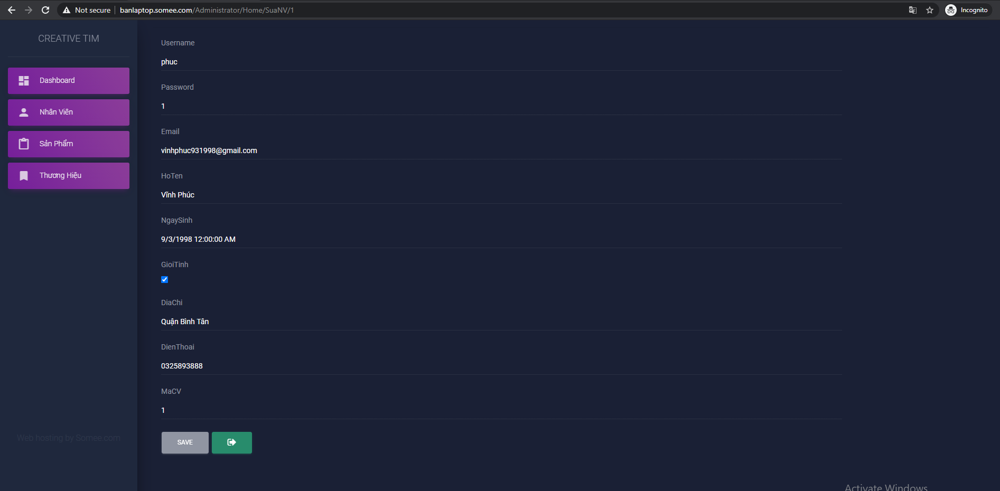 Not secure
banlaptop.somee.com/Administrator/Home/SuaNV/1
Incognito
CREATIVE TIM
Dashboard
Nhân Viên
Sản Phẩm
Thương Hiệu
Web hosting by Somee.com
Username
phuc
Password
1
Email
vinhphuc931998@gmail.com
HoTen
Vĩnh Phúc
NgaySinh
9/3/1998 12:00:00 AM
GioiTinh
DiaChi
Quận Bình Tân
DienThoai
0325893888
MaCV
1
SAVE
Activate Windows